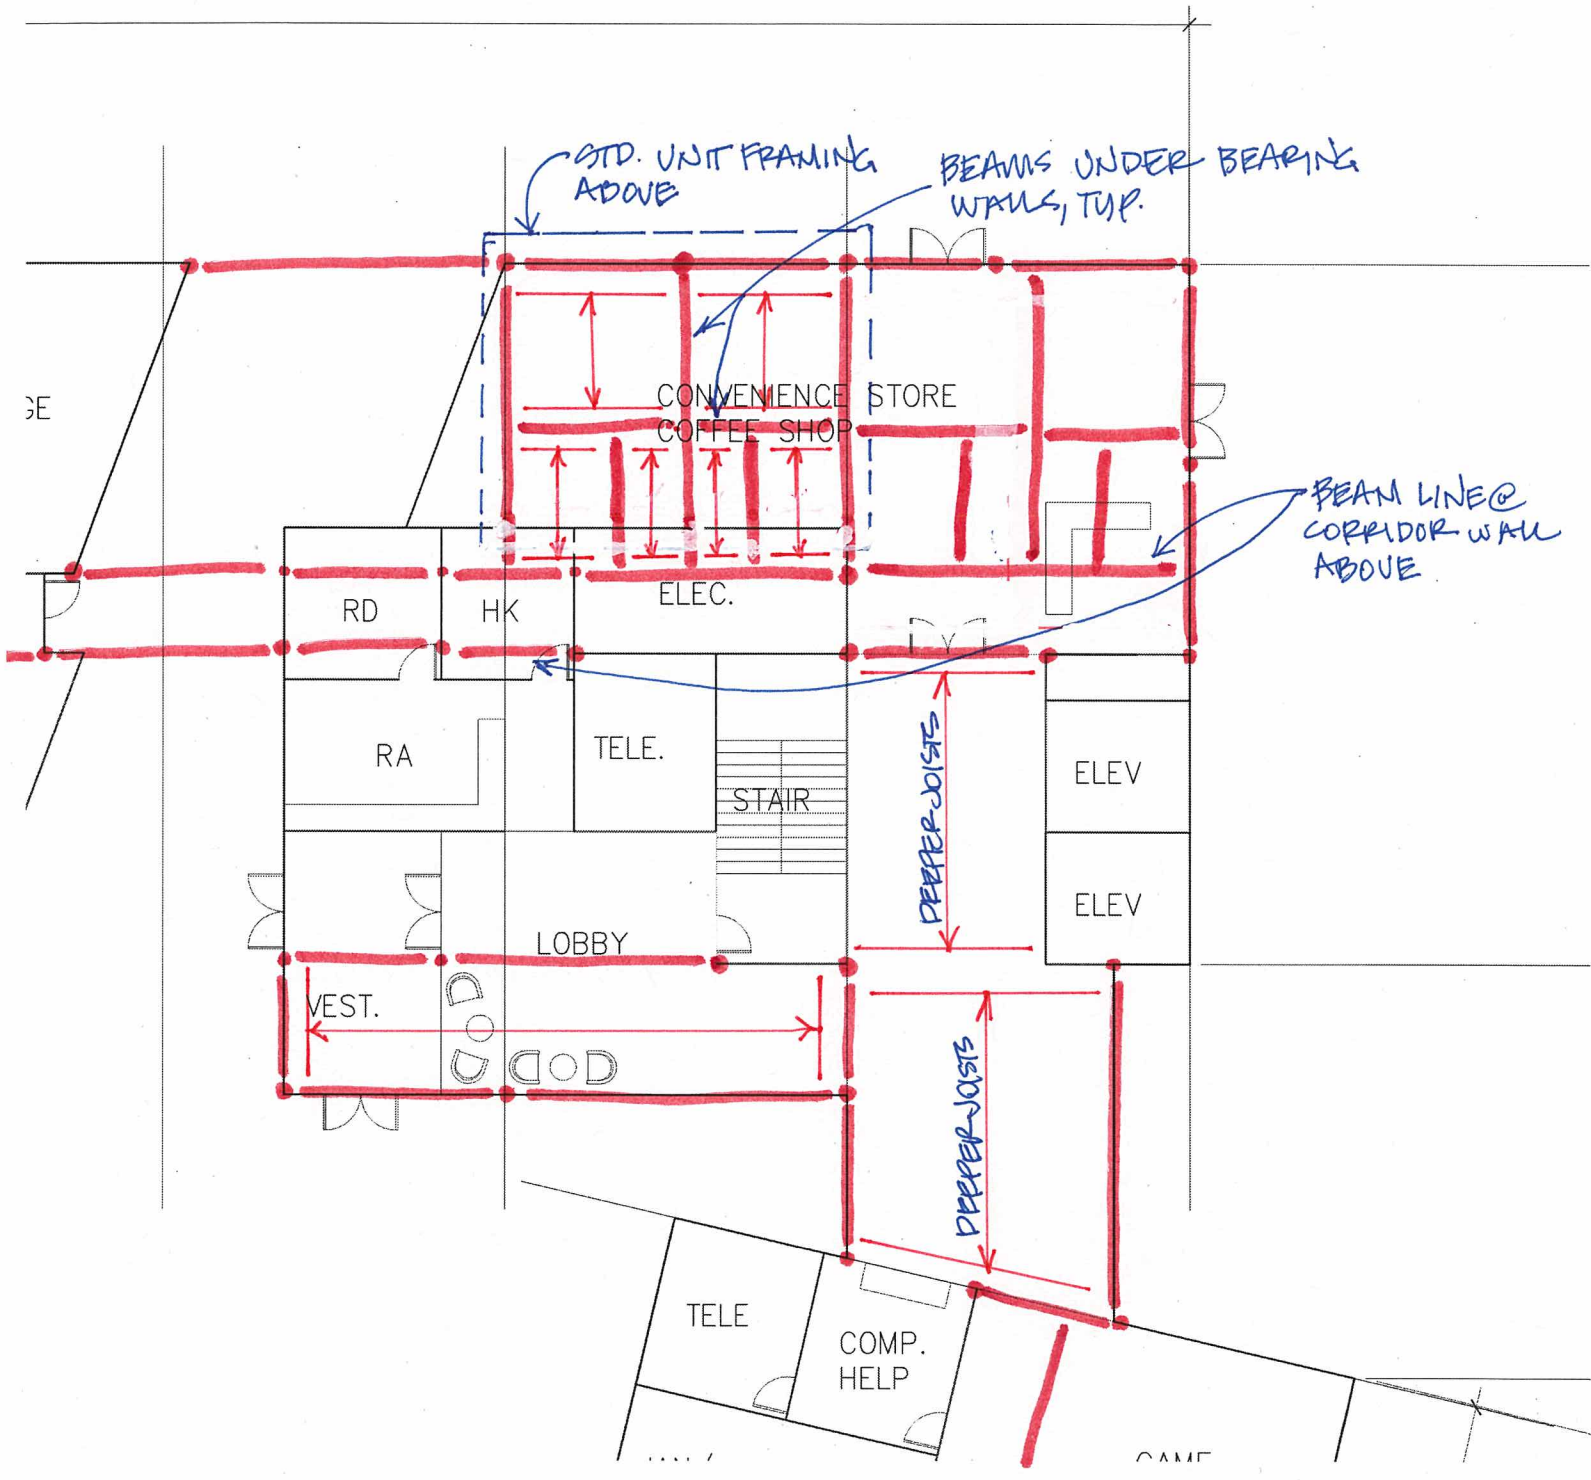 STD. UNIT FRAMING
ABOVE
BEAMS UNDER BEARING
WALLS, TYP.
GE
CONVENIENCE STORE
COFFEE SHOP
BEAM LINE @
CORRIDOR WALL
ABOVE
RD
HK
ELEC.
RA
TELE.
STAIR
DEEPER JOISTS
ELEV
ELEV
LOBBY
VEST.
DEEPER JOISTS
TELE
COMP.
HELP